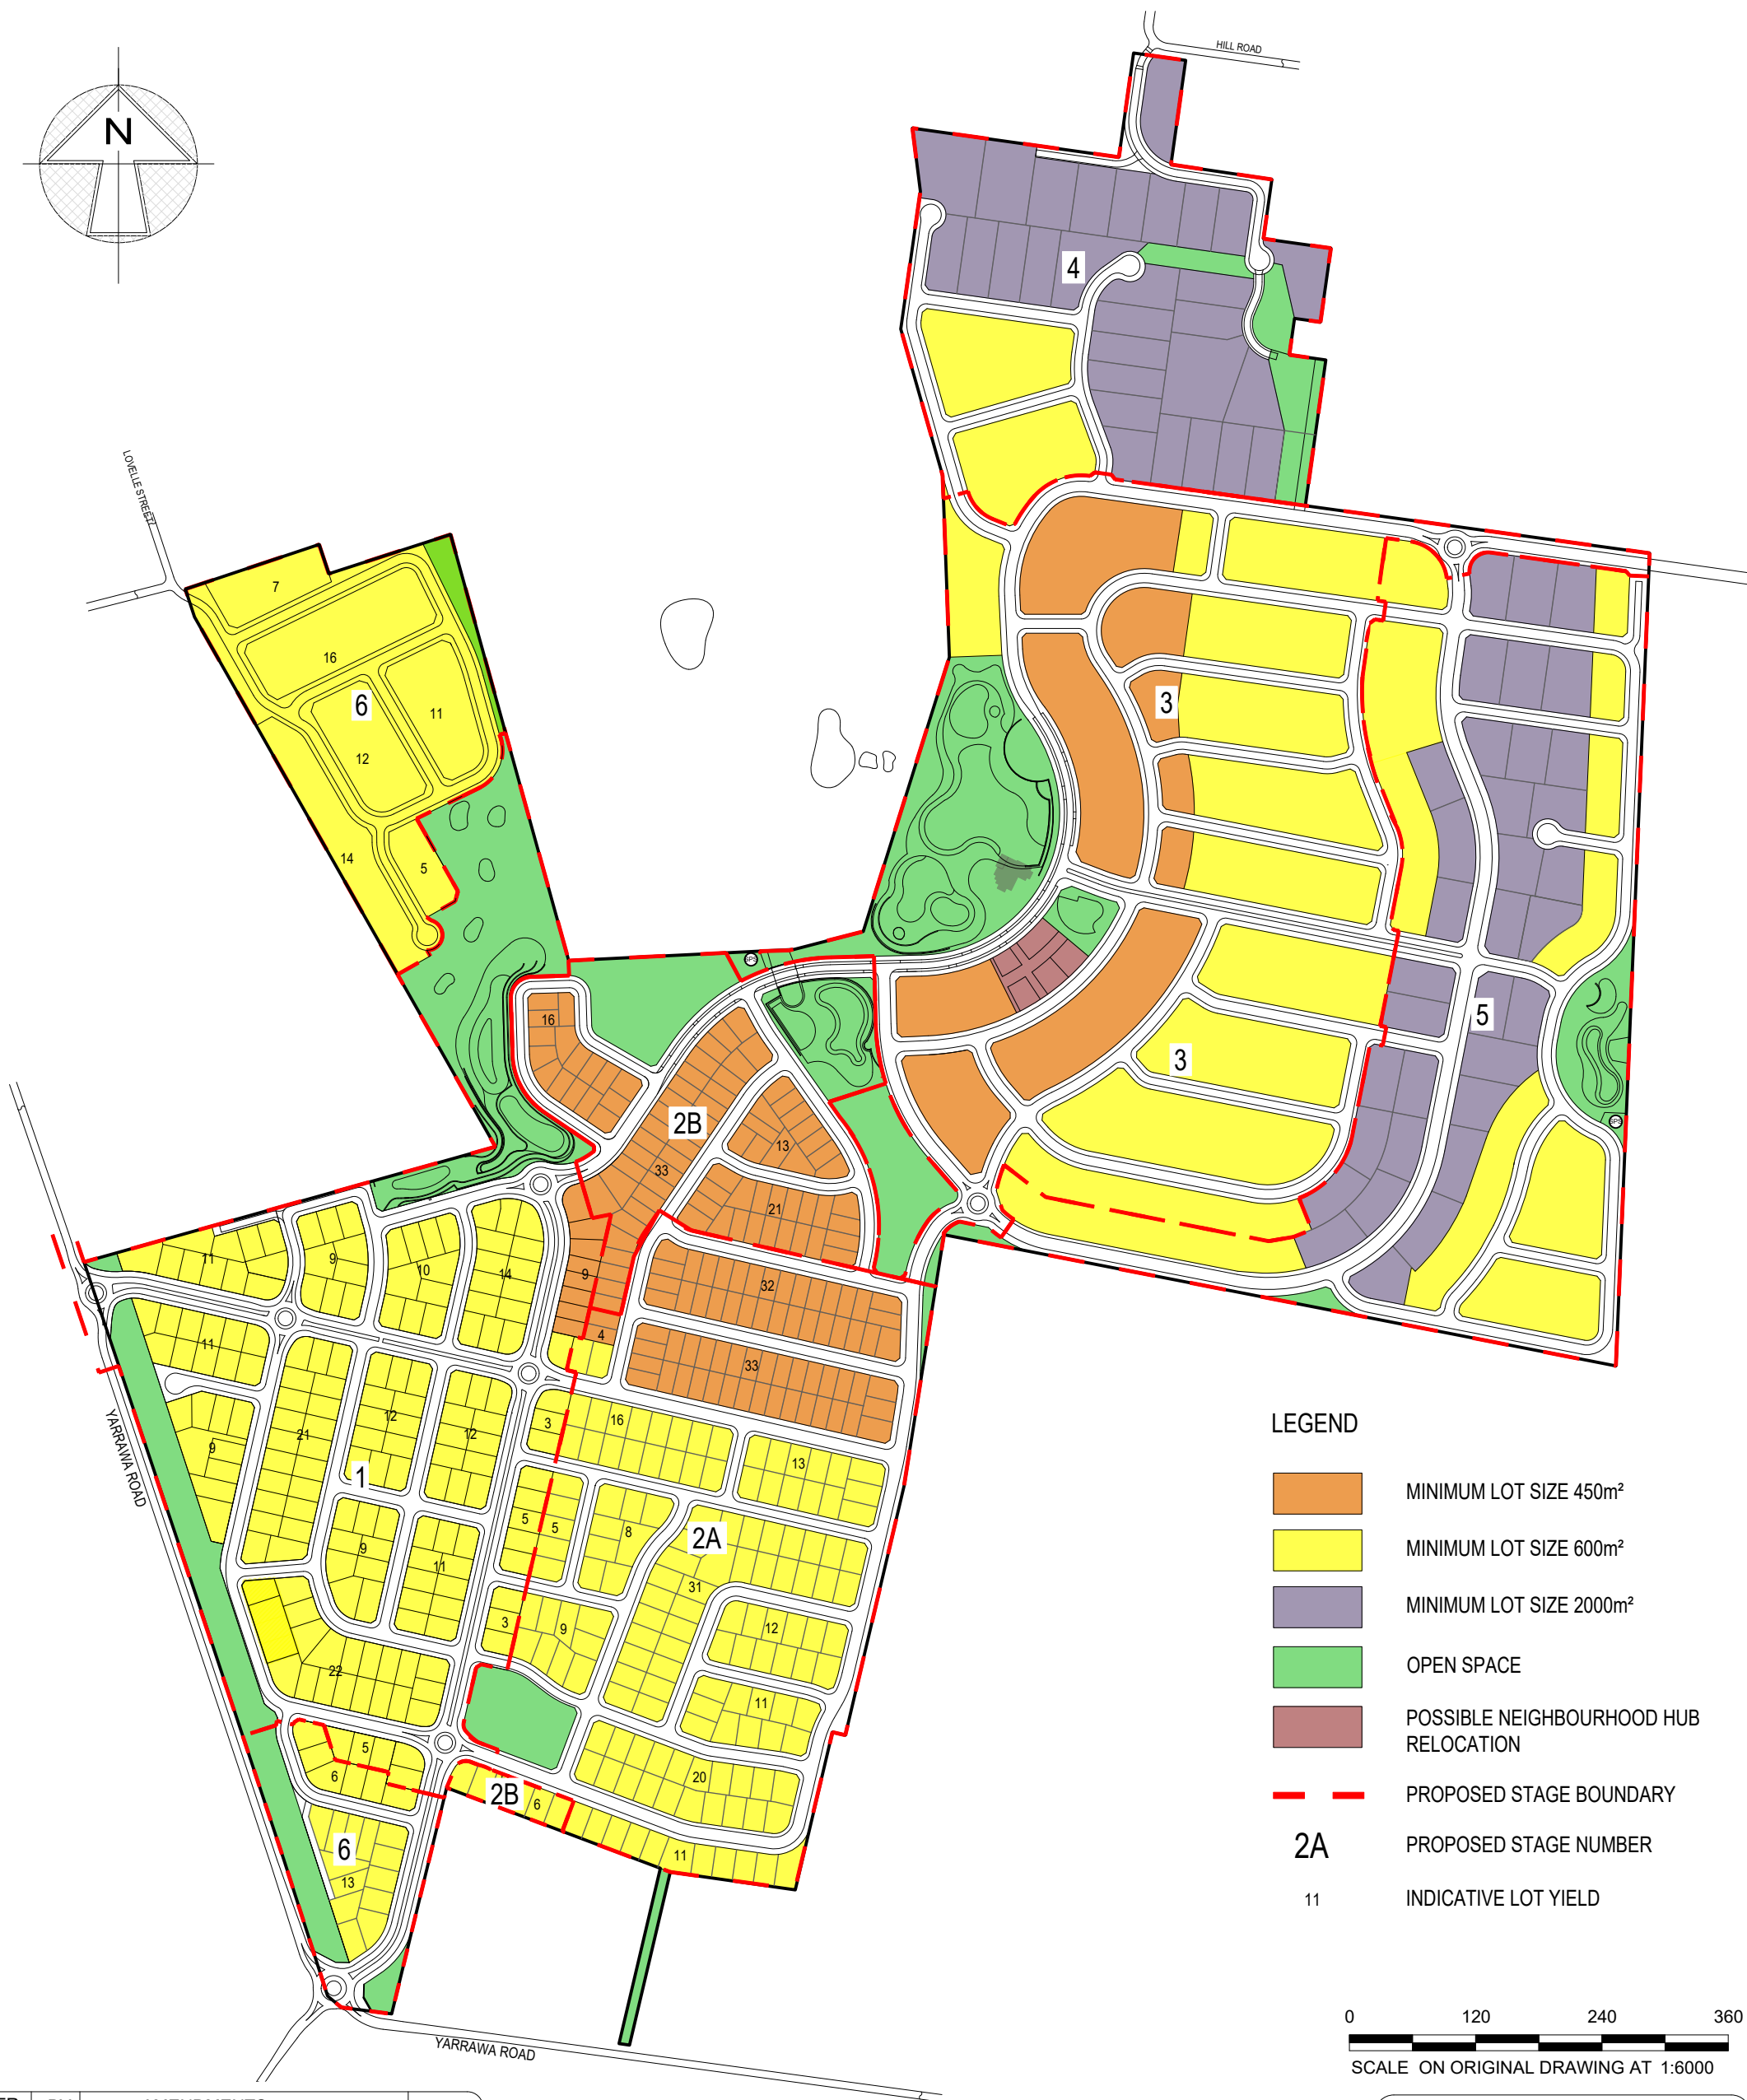 HILL ROAD
N
4
LOVELLE STREET
7
16
6
11
12
14
5
3
SPS
16
5
3
2B
13
33
SPS
21
11
9
10
14
9
32
4
11
33
YARRAWA ROAD
12
3
16
21
12
9
13
1
5
5
8
2A
9
11
31
3
9
12
22
11
5
6
20
2B
6
6
11
13
YARRAWA ROAD
LEGEND
MINIMUM LOT SIZE 450m²
MINIMUM LOT SIZE 600m²
MINIMUM LOT SIZE 2000m²
OPEN SPACE
POSSIBLE NEIGHBOURHOOD HUB
RELOCATION
PROPOSED STAGE BOUNDARY
2A PROPOSED STAGE NUMBER
11 INDICATIVE LOT YIELD
0 120 240 360
SCALE ON ORIGINAL DRAWING AT 1:6000